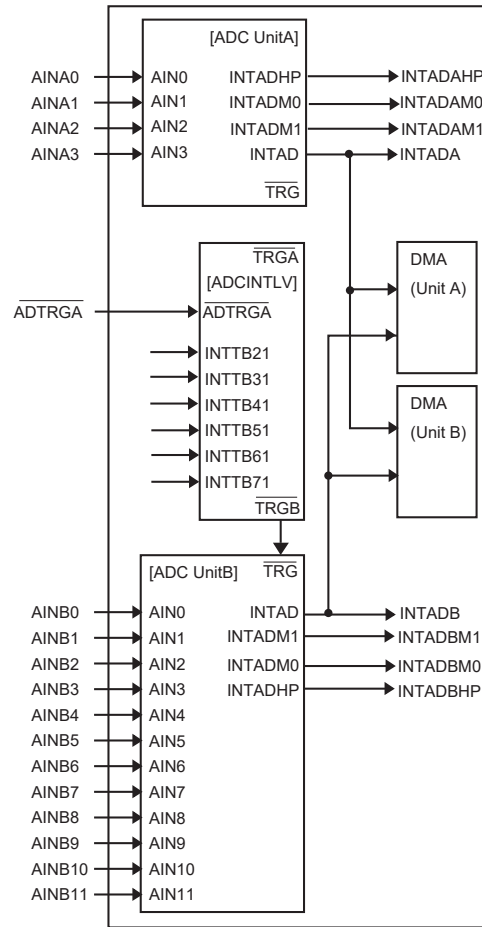 [ADC UnitA]
AINA0
AINA1
AINA2
AINA3
AIN0
AIN1
AIN2
AIN3
INTADHP
INTADM0
INTADM1
INTAD
TRG
INTADAHP
INTADAM0
INTADAM1
INTADA
TRGA
[ADCINTLV]
ADTRGA
ADTRGA
INTTB21
INTTB31
INTTB41
INTTB51
INTTB61
INTTB71
TRGB
DMA
(Unit A)
DMA
(Unit B)
[ADC UnitB]
TRG
AINB0
AINB1
AINB2
AINB3
AINB4
AINB5
AINB6
AINB7
AINB8
AINB9
AINB10
AINB11
AIN0
AIN1
AIN2
AIN3
AIN4
AIN5
AIN6
AIN7
AIN8
AIN9
AIN10
AIN11
INTAD
INTADM1
INTADM0
INTADHP
INTADB
INTADBM1
INTADBM0
INTADBHP